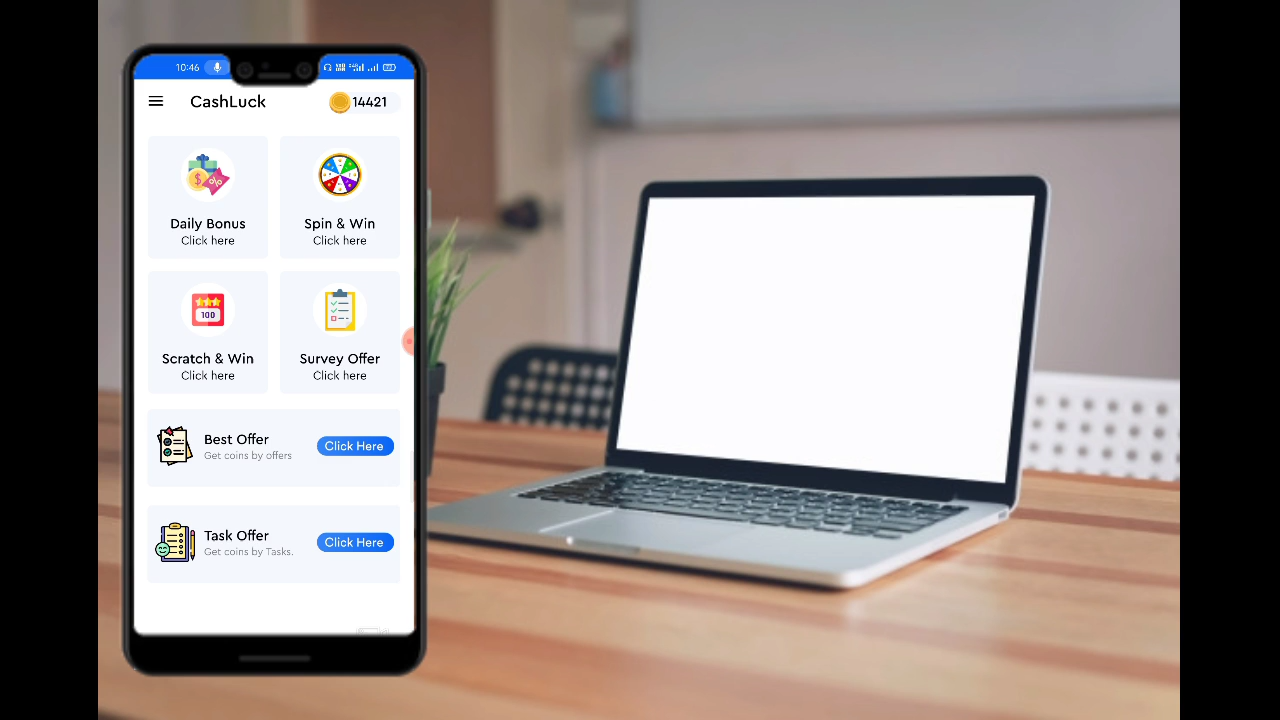 10:46
CashLuck
14421
Daily Bonus
Click here
Spin & Win
Click here
100
Scratch & Win
Click here
Survey Offer
Click here
Best Offer
Get coins by offers
Click Here
Task Offer
Get coins by Tasks.
Click Here